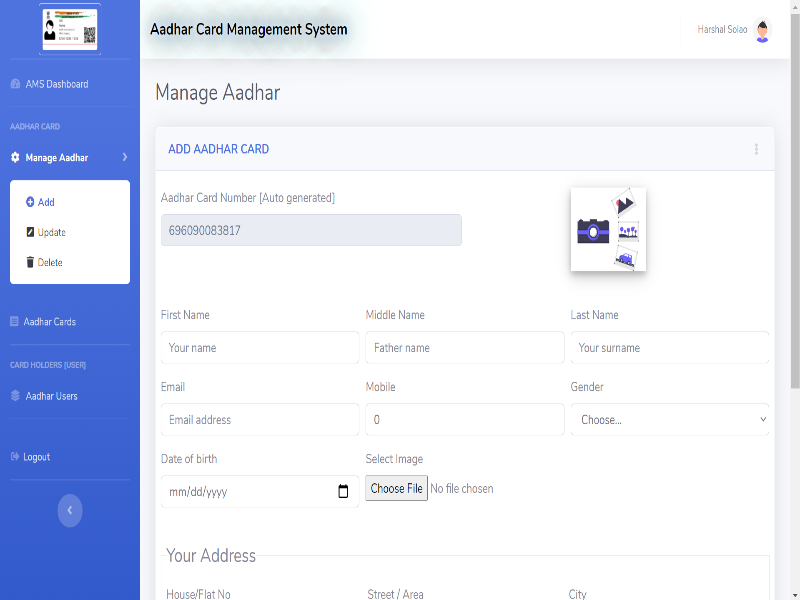 Aadhar Card Management System
Harshal Solao
AMS Dashboard
AADHAR CARD
Manage Aadhar
Add
Update
Delete
Aadhar Cards
CARD HOLDERS [USER]
Aadhar Users
Logout
Manage Aadhar
ADD AADHAR CARD
Aadhar Card Number [Auto generated]
696090083817
First Name
Middle Name
Last Name
Your name
Father name
Your surname
Email
Mobile
Gender
Email address
0
Choose...
Date of birth
Select Image
mm/dd/yyyy
Choose File No file chosen
Your Address
House/Flat No
Street / Area
City